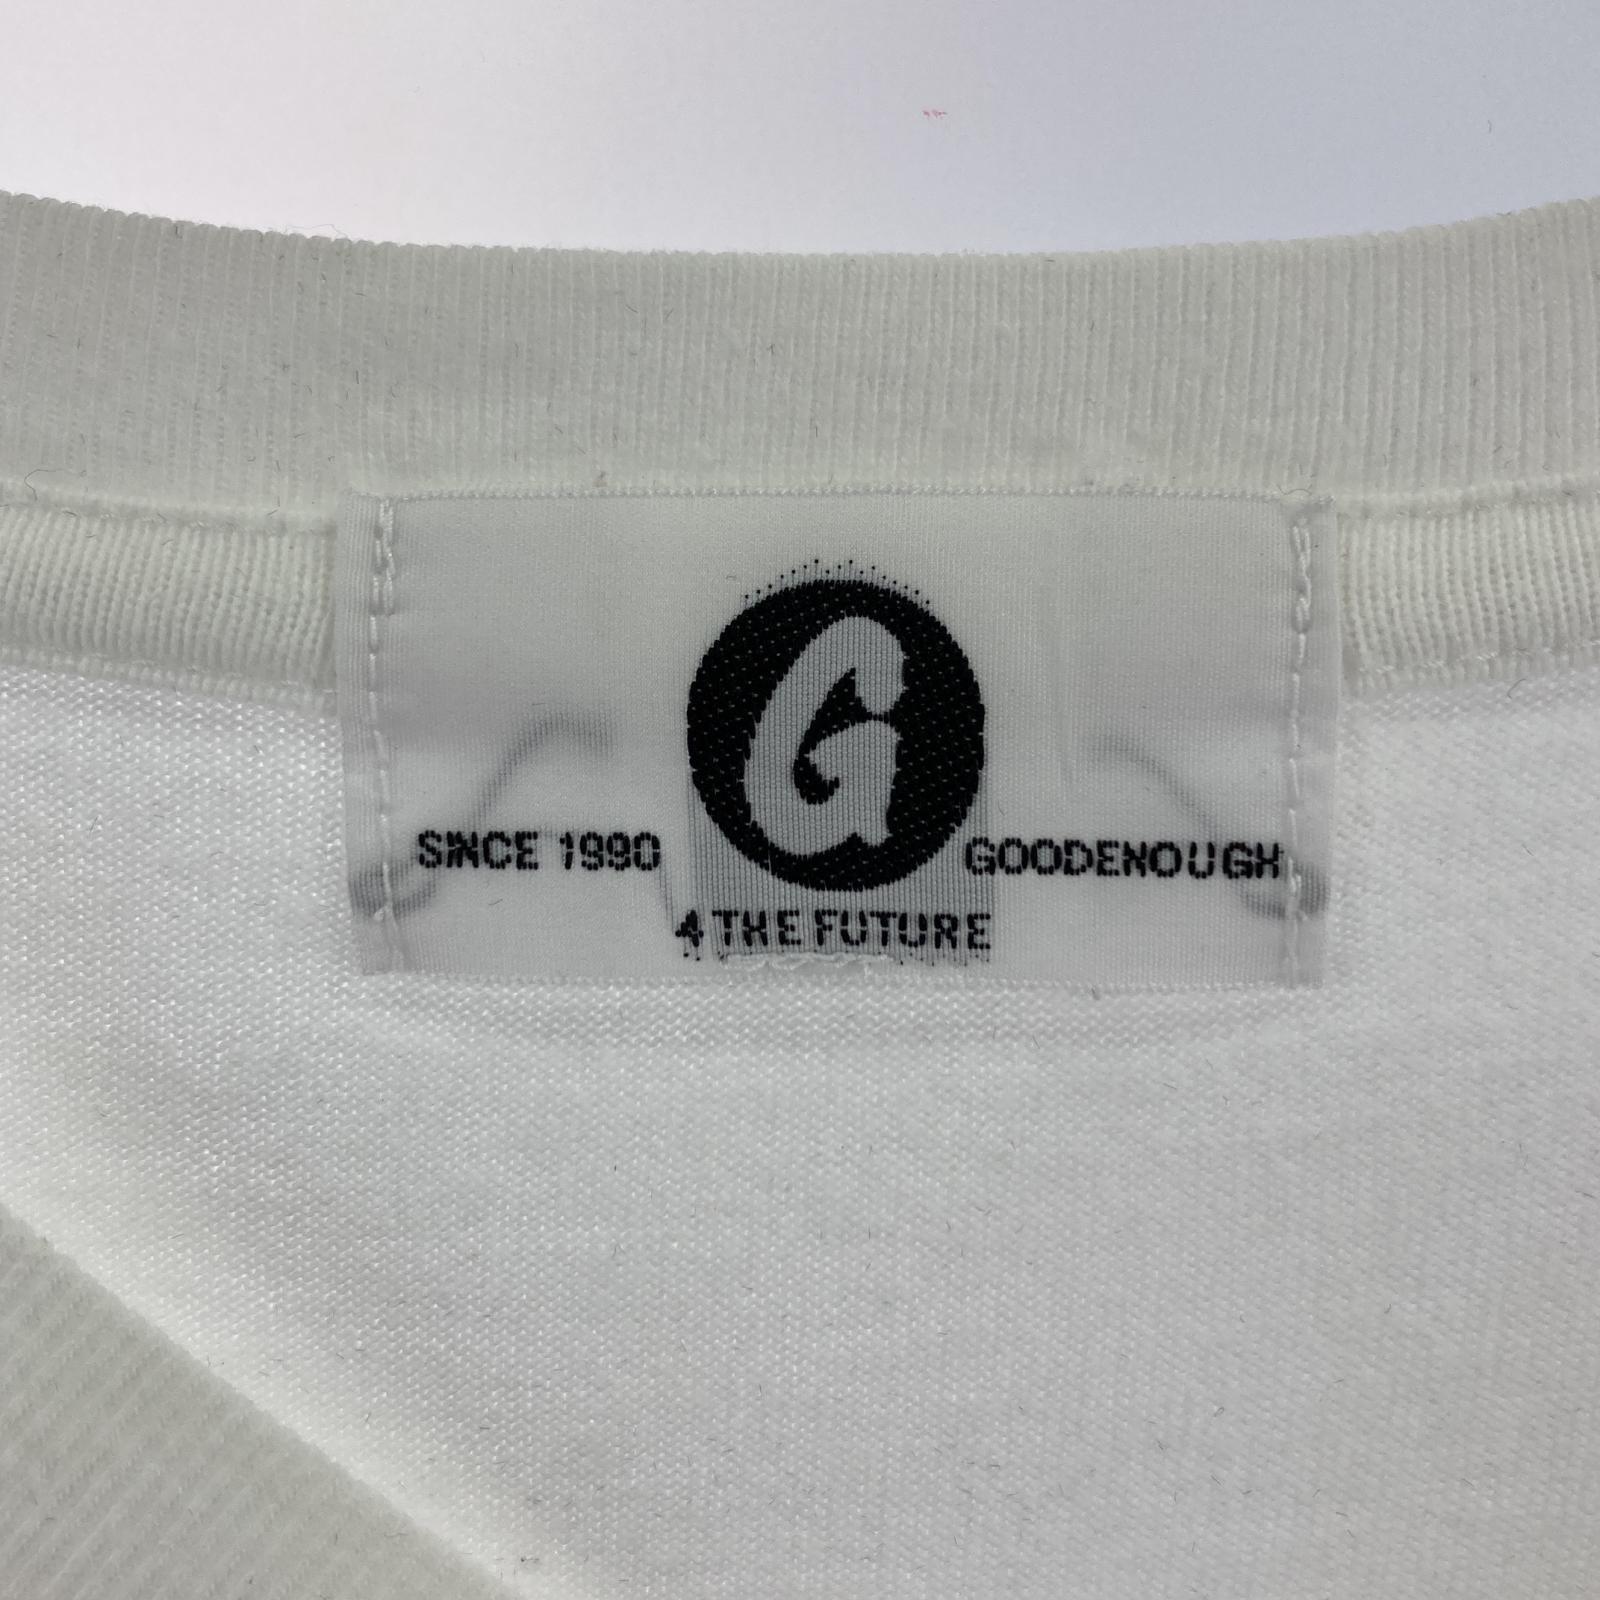 G
SINCE 1990
GOODENOUGH
4 THE FUTURE